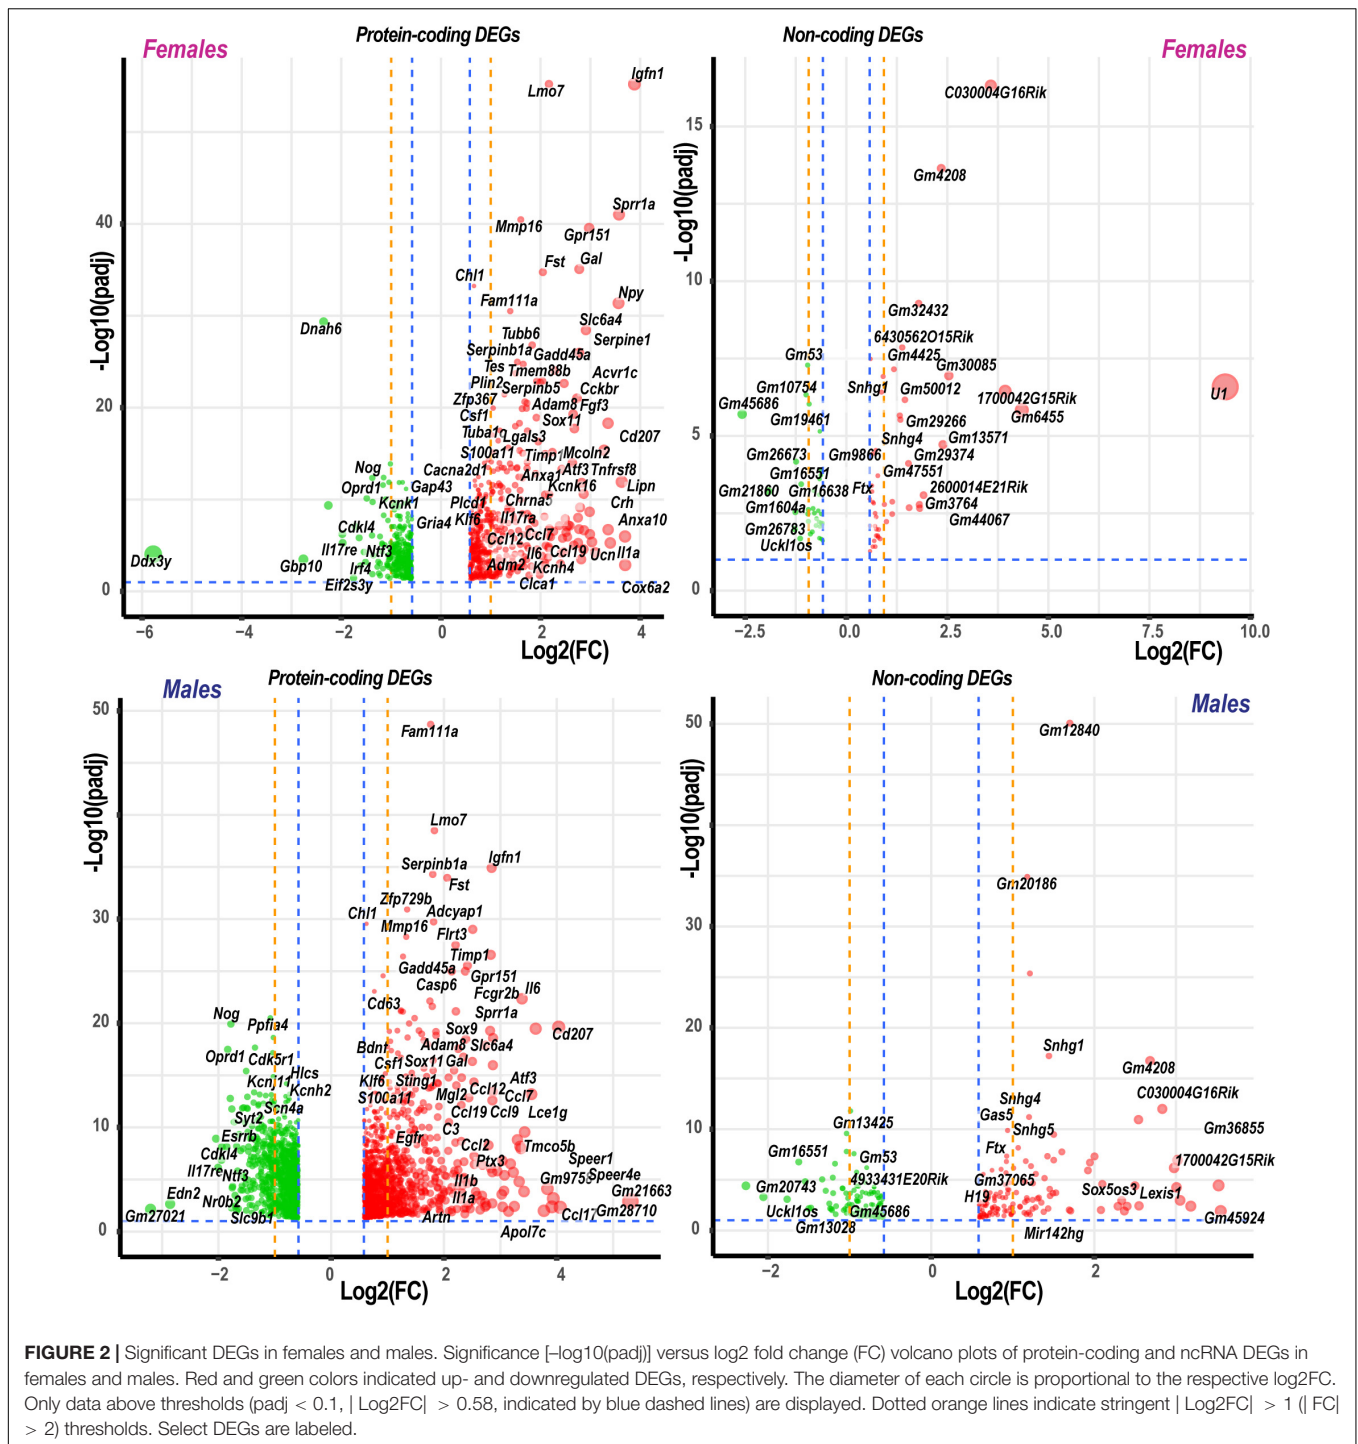 Protein-coding DEGs
Females
Igfn1
Lmo7
Sprr1a
Mmp16
Gpr151
Fst
Gal
Chl1
Npy
Fam111a
Slc6a4
Dnah6
Tubb6
Serpine1
Serpinb1a
Gadd45a
Tes
Tmem88b
Acvr1c
Plin2
Serpinb5
Cckbr
Zfp367
Adam8
Fgf3
Csf1
Sox11
Tuba1c
Lgals3
Cd207
S100a11
Timp1
Mcoln2
Nog
Cacna2d1
Anxa1
Atf3
Tnfrsf8
Oprd1
Gap43
Kcnk16
Lipn
Kcnk1
Plcd1
Chrna5
Crh
Cdkl4
Gria4
Klf6
Il17ra
Anxa10
Il17re
Ntf3
Ccl12
Ccl7
Ddx3y
Gbp10
Irf4
Adm2
Il6
Ccl19
Ucn
Il1a
Kcnh4
Eif2s3y
Clca1
Cox6a2
-Log10(padj)
40
20
0
−6
−4
−2
0
2
4
Log2(FC)
Non-coding DEGs
Females
C030004G16Rik
Gm4208
Gm32432
6430562O15Rik
Gm53
Gm4425
Gm30085
Gm10754
Snhg1
Gm50012
1700042G15Rik
U1
Gm45686
Gm19461
Gm29266
Gm6455
Snhg4
Gm13571
Gm26673
Gm9866
Gm29374
Gm16551
Gm47551
Gm21860
Gm16638
Ftx
2600014E21Rik
Gm1604a
Gm3764
Gm26783
Gm44067
Uckl1os
-Log10(padj)
15
10
5
0
−2.5
0.0
2.5
5.0
7.5
10.0
Log2(FC)
Protein-coding DEGs
Males
Fam111a
Lmo7
Serpinb1a
Igfn1
Fst
Zfp729b
Chl1
Adcyap1
Mmp16
Flrt3
Timp1
Gadd45a
Gpr151
Casp6
Fcgr2b
Il6
Cd63
Sprr1a
Nog
Ppfia4
Sox9
Cd207
Bdnf
Adam8
Slc6a4
Oprd1
Cdk5r1
Csf1
Sox11
Gal
Hlcs
Kcnj11
Klf6
Sting1
Atf3
Kcnh2
S100a11
Mgl2
Ccl12
Ccl7
Scn4a
Ccl19
Ccl9
Lce1g
Syt2
Esrrb
Egfr
C3
Ccl2
Tmco5b
Cdkl4
Ptx3
Speer1
Il17re
Ntf3
Il1b
Gm9758
Speer4e
Edn2
Nr0b2
Il1a
Gm21663
Gm27021
Slc9b1
Artn
Ccl17
Gm28710
Apol7c
-Log10(padj)
50
40
30
20
10
0
−2
0
2
4
Log2(FC)
Non-coding DEGs
Males
Gm12840
Gm20186
Snhg1
Gm4208
Snhg4
C030004G16Rik
Gas5
Gm13425
Snhg5
Gm36855
Gm16551
Gm53
Ftx
1700042G15Rik
4933431E20Rik
Gm37065
Gm20743
H19
Sox5os3
Lexis1
Uckl1os
Gm45686
Gm45924
Gm13028
Mir142hg
-Log10(padj)
50
40
30
20
10
0
−2
0
2
Log2(FC)
FIGURE 2 | Significant DEGs in females and males. Significance [–log10(padj)] versus log2 fold change (FC) volcano plots of protein-coding and ncRNA DEGs in
females and males. Red and green colors indicated up- and downregulated DEGs, respectively. The diameter of each circle is proportional to the respective log2FC.
Only data above thresholds (padj < 0.1, | Log2FC| > 0.58, indicated by blue dashed lines) are displayed. Dotted orange lines indicate stringent | Log2FC| > 1 (| FC|
> 2) thresholds. Select DEGs are labeled.